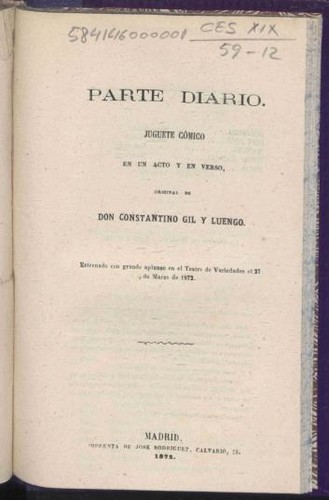 5841416000001 CES XIX
59-12
PARTE DIARIO.
JUGUETE CÓMICO
EN UN ACTO Y EN VERSO,
ORIGINAL DE
DON CONSTANTINO GIL Y LUENGO.
Estrenado con grande aplauso en el Teatro de Variedades el 27
de Marzo de 1872.
MADRID.
IMPRENTA DE JOSE RODRIGUEZ, CALVARIO, 18.
1872.